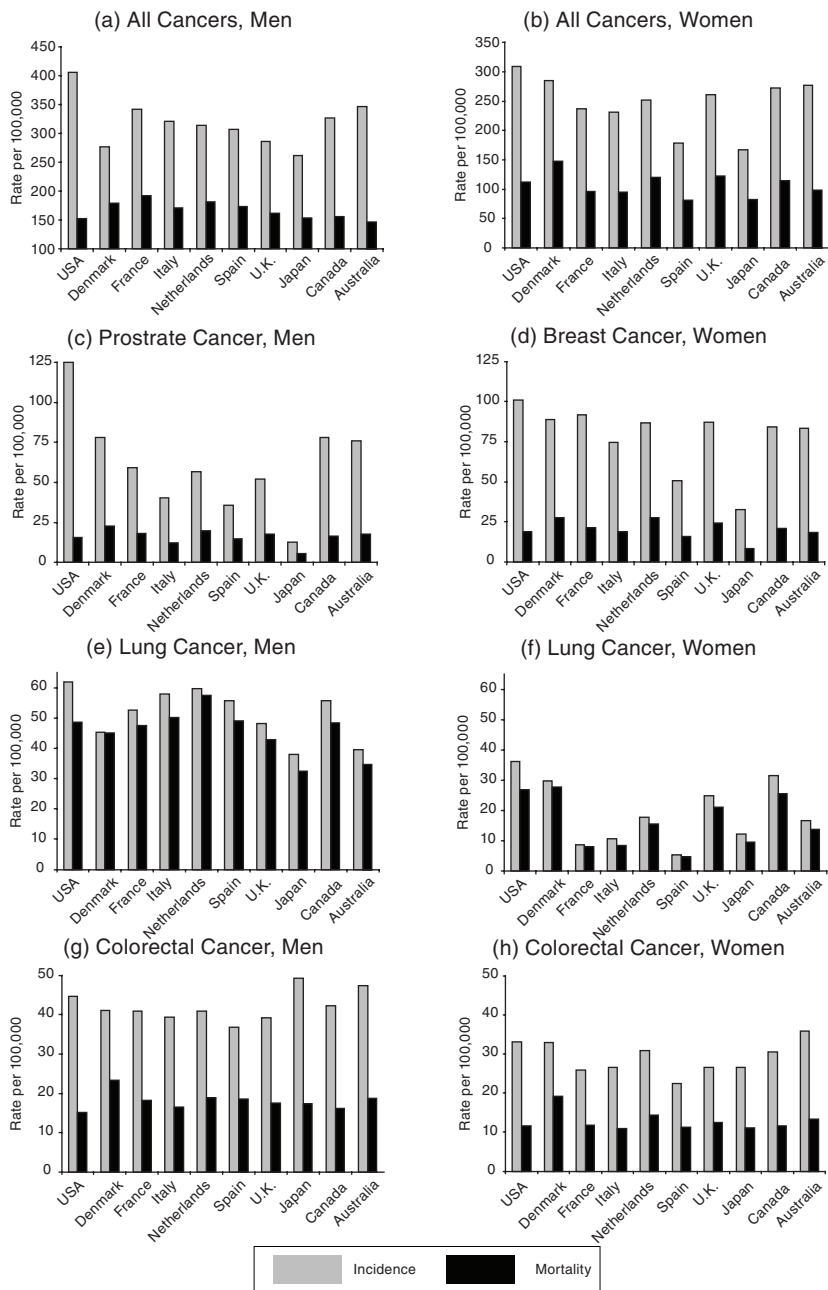 (a) All Cancers, Men
Rate per 100,000
450
400
350
300
250
200
150
100
USA
Denmark
France
Italy
Netherlands
Spain
U.K.
Japan
Canada
Australia
(b) All Cancers, Women
Rate per 100,000
350
300
250
200
150
100
50
0
USA
Denmark
France
Italy
Netherlands
Spain
U.K.
Japan
Canada
Australia
(c) Prostrate Cancer, Men
Rate per 100,000
125
100
75
50
25
0
USA
Denmark
France
Italy
Netherlands
Spain
U.K.
Japan
Canada
Australia
(d) Breast Cancer, Women
Rate per 100,000
125
100
75
50
25
0
USA
Denmark
France
Italy
Netherlands
Spain
U.K.
Japan
Canada
Australia
(e) Lung Cancer, Men
Rate per 100,000
60
50
40
30
20
10
0
USA
Denmark
France
Italy
Netherlands
Spain
U.K.
Japan
Canada
Australia
(f) Lung Cancer, Women
Rate per 100,000
60
50
40
30
20
10
0
USA
Denmark
France
Italy
Netherlands
Spain
U.K.
Japan
Canada
Australia
(g) Colorectal Cancer, Men
Rate per 100,000
50
40
30
20
10
0
USA
Denmark
France
Italy
Netherlands
Spain
U.K.
Japan
Canada
Australia
(h) Colorectal Cancer, Women
Rate per 100,000
50
40
30
20
10
0
USA
Denmark
France
Italy
Netherlands
Spain
U.K.
Japan
Canada
Australia
Incidence
Mortality